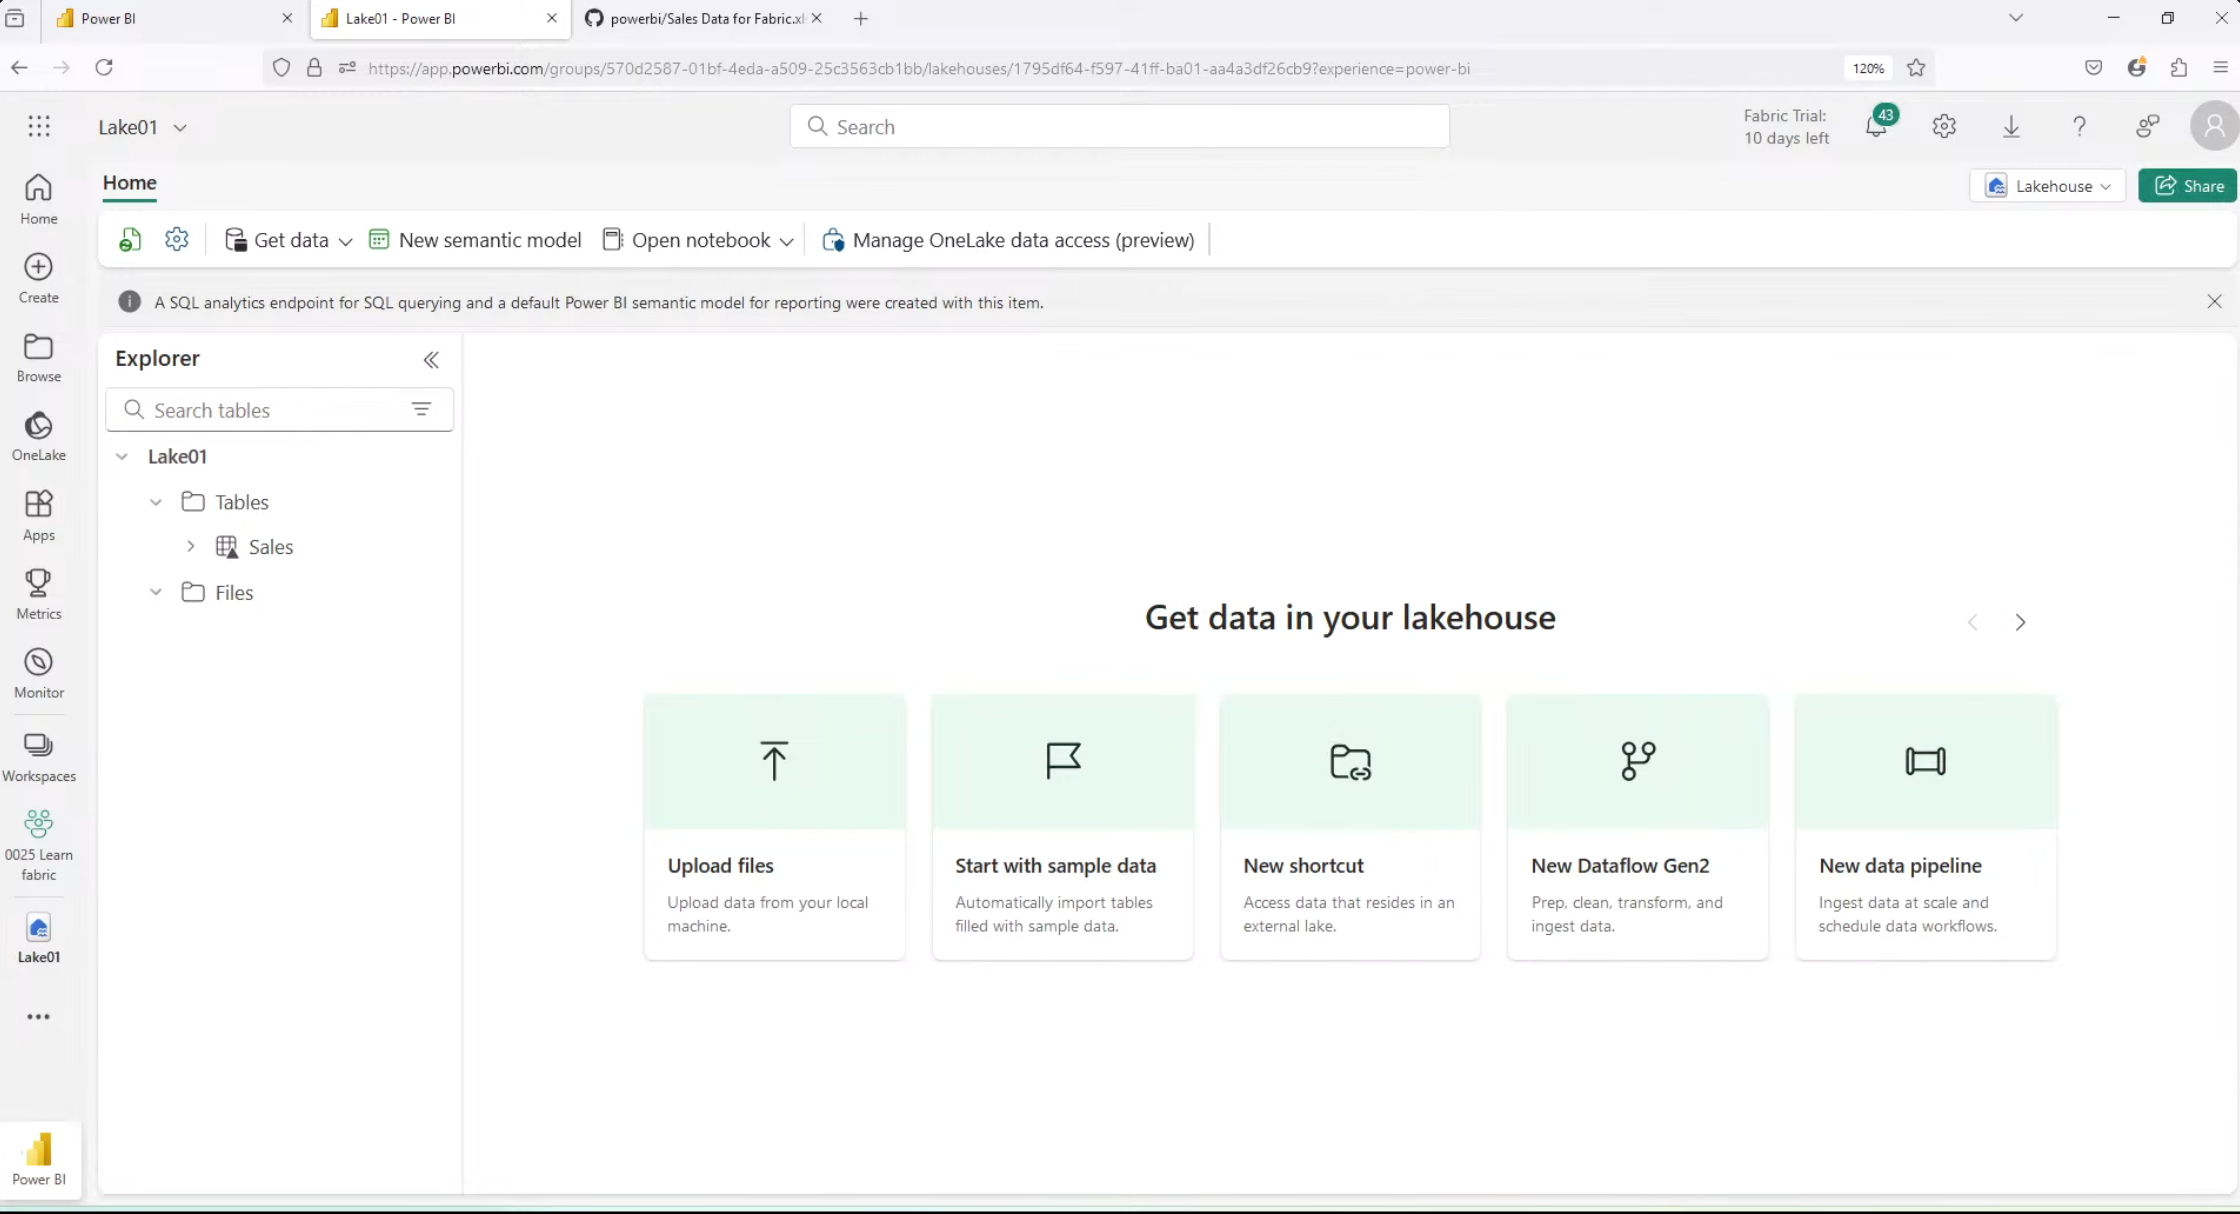 Power BI
Lake01 - Power BI
powerbi/Sales Data for Fabric.xl
https://app.powerbi.com/groups/570d2587-01bf-4eda-a509-25c3563cb1bb/lakehouses/1795df64-f597-41ff-ba01-aa4a3df26cb9?experience=power-bi
120%
Lake01
Search
Fabric Trial:
10 days left
43
Home
Lakehouse
Share
Get data
New semantic model
Open notebook
Manage OneLake data access (preview)
A SQL analytics endpoint for SQL querying and a default Power BI semantic model for reporting were created with this item.
Home
Create
Browse
OneLake
Apps
Metrics
Monitor
Workspaces
0025 Learn
fabric
Lake01
Power BI
Explorer
Search tables
Lake01
Tables
Sales
Files
Get data in your lakehouse
Upload files
Upload data from your local
machine.
Start with sample data
Automatically import tables
filled with sample data.
New shortcut
Access data that resides in an
external lake.
New Dataflow Gen2
Prep, clean, transform, and
ingest data.
New data pipeline
Ingest data at scale and
schedule data workflows.